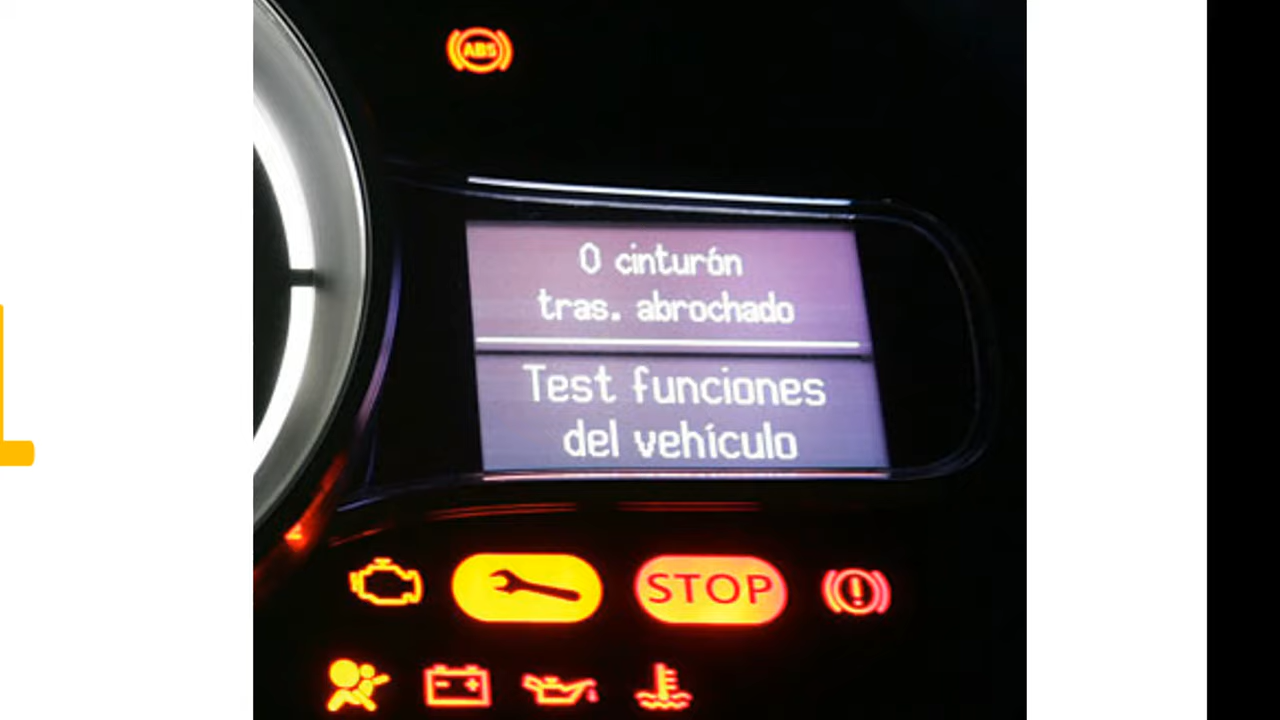 ABS
0 cinturón
tras. abrochado
Test funciones
del vehículo
STOP